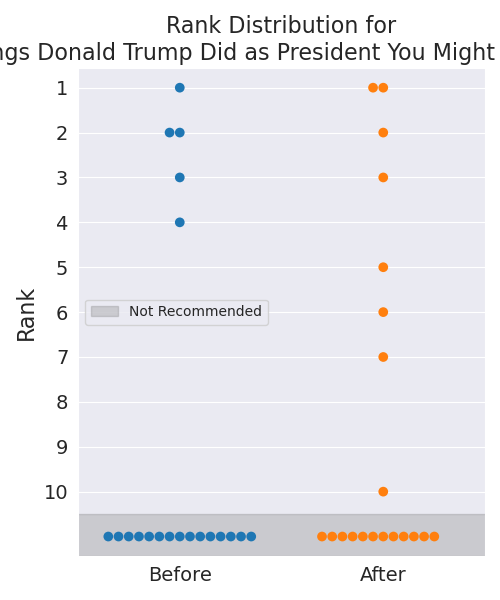 Rank Distribution for
ngs Donald Trump Did as President You Might
1
2
3
4
5
6
7
8
9
10
Rank
Not Recommended
Before
After